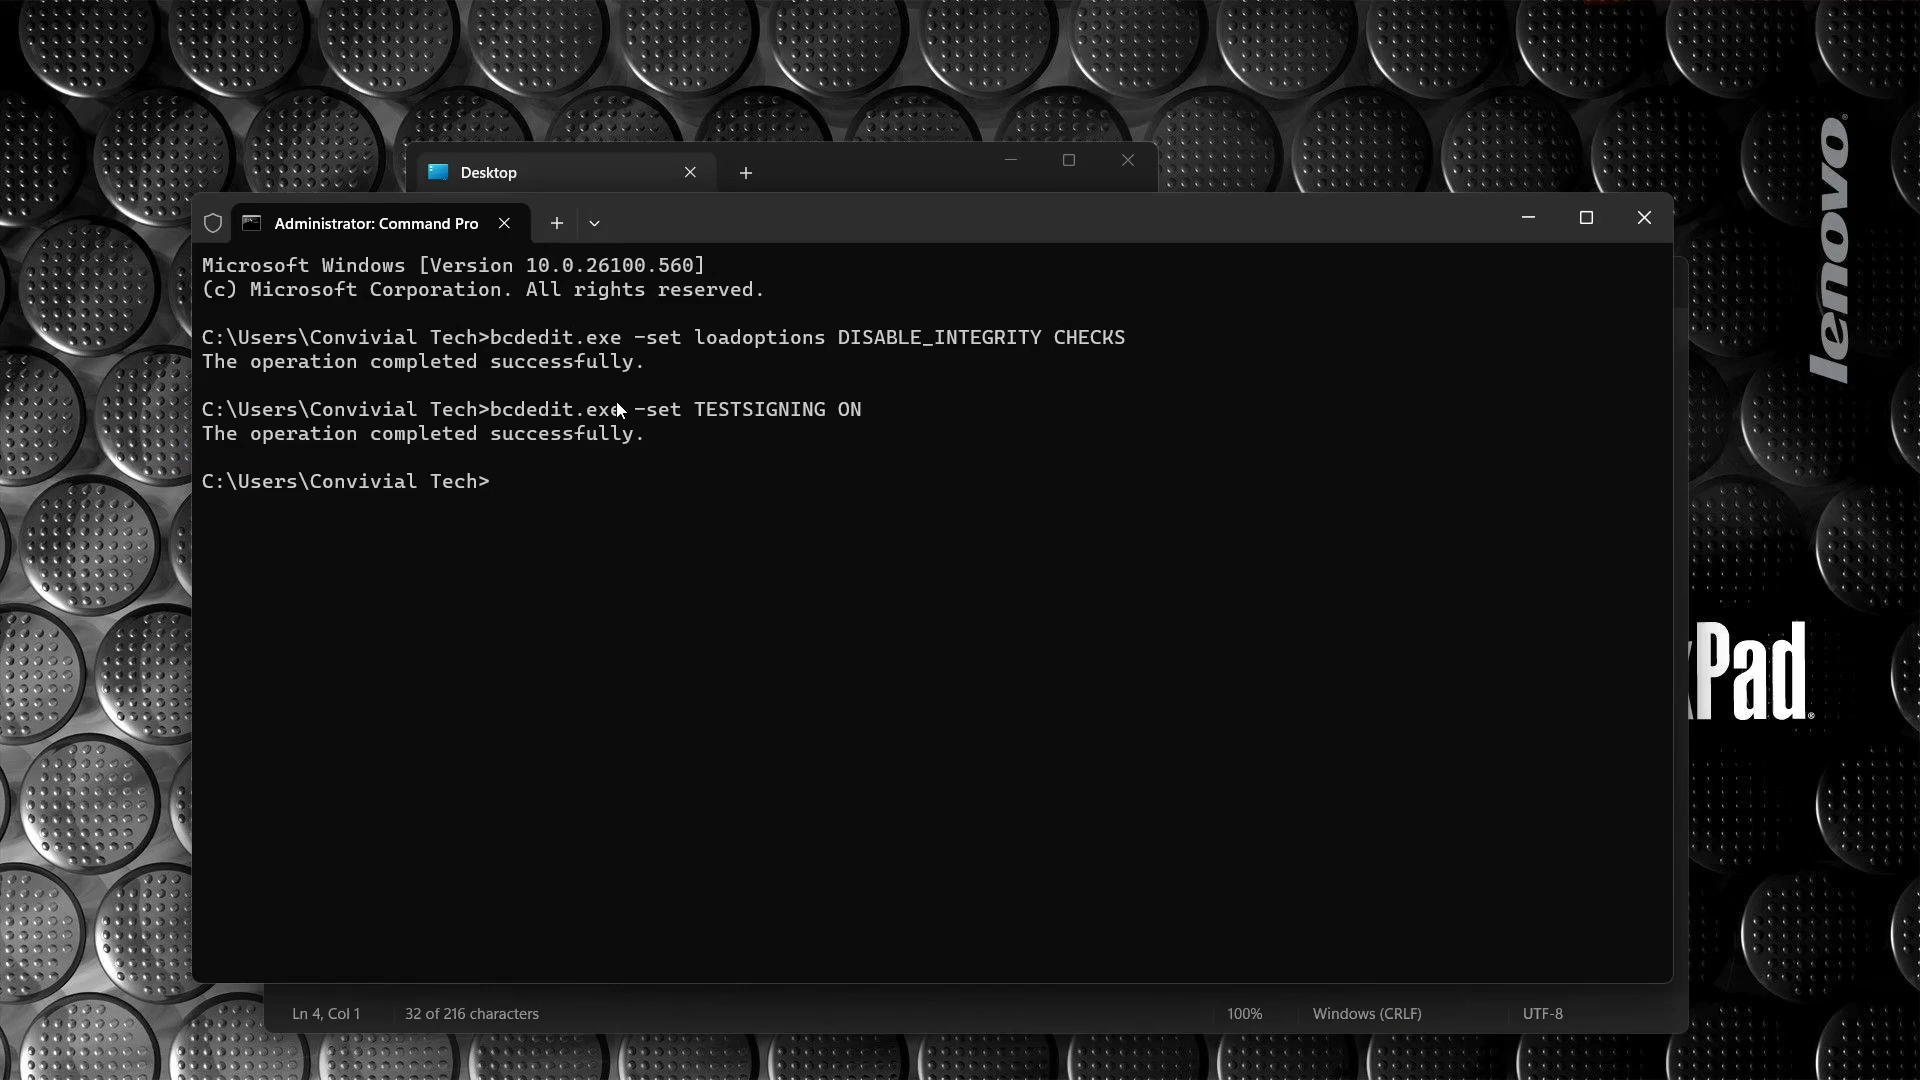 Desktop
Administrator: Command Pro
Microsoft Windows [Version 10.0.26100.560]
(c) Microsoft Corporation. All rights reserved.
C:\Users\Convivial Tech>bcdedit.exe -set loadoptions DISABLE_INTEGRITY CHECKS
The operation completed successfully.
C:\Users\Convivial Tech>bcdedit.exe -set TESTSIGNING ON
The operation completed successfully.
C:\Users\Convivial Tech>
lenovo
Pad
Ln 4, Col 1
32 of 216 characters
100%
Windows (CRLF)
UTF-8